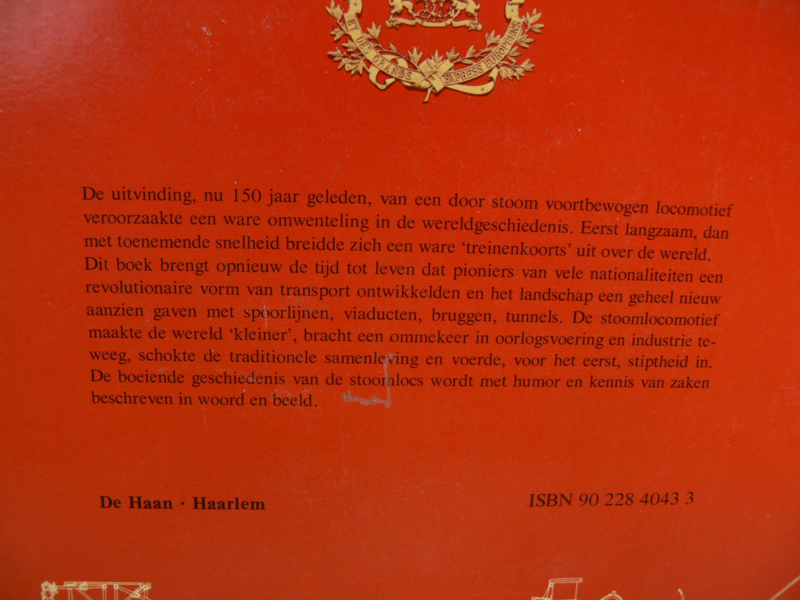 ET DES GRANDS EXPRESS EUROPÉENS
De uitvinding, nu 150 jaar geleden, van een door stoom voortbewogen locomotief
veroorzaakte een ware omwenteling in de wereldgeschiedenis. Eerst langzaam, dan
met toenemende snelheid breidde zich een ware ‘treinenkoorts’ uit over de wereld.
Dit boek brengt opnieuw de tijd tot leven dat pioniers van vele nationaliteiten een
revolutionaire vorm van transport ontwikkelden en het landschap een geheel nieuw
aanzien gaven met spoorlijnen, viaducten, bruggen, tunnels. De stoomlocomotief
maakte de wereld ‘kleiner’, bracht een ommekeer in oorlogsvoering en industrie te-
weeg, schokte de traditionele samenleving en voerde, voor het eerst, stiptheid in.
De boeiende geschiedenis van de stoomlocs wordt met humor en kennis van zaken
beschreven in woord en beeld.
De Haan · Haarlem
ISBN 90 228 4043 3